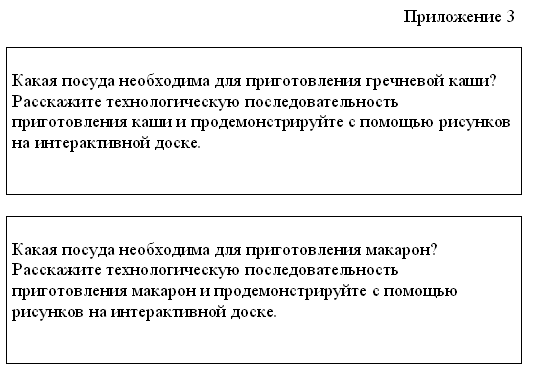 Приложение 3
Какая посуда необходима для приготовления гречневой каши?
Расскажите технологическую последовательность
приготовления каши и продемонстрируйте с помощью рисунков
на интерактивной доске.
Какая посуда необходима для приготовления макарон?
Расскажите технологическую последовательность
приготовления макарон и продемонстрируйте с помощью
рисунков на интерактивной доске.